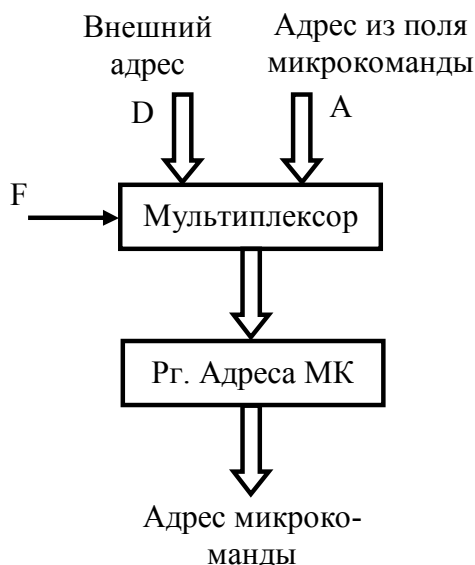 Внешний
адрес
Адрес из поля
микрокоманды
D
A
F
Мультиплексор
Рг. Адреса МК
Адрес микроко-
манды